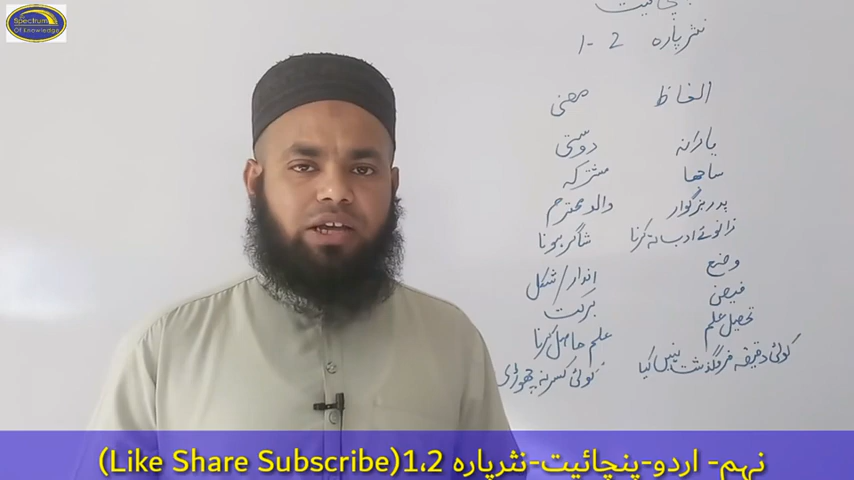 Spectrum
Of Knowledge
پنچائیت
نثرپارہ 2 -1
الفاظ معنی
یارانہ دوستی
ساجھا مشترکہ
پدر بزرگوار والد محترم
زانوئے ادب تہ کرنا شاگرد ہونا
وضع انداز/شکل
فیض برکت
تحصیل علم علم حاصل کرنا
کوئی دقیقہ فروگذاشت نہیں کیا کوئی کسر نہ چھوڑی
نہم- اردو-پنچائیت-نثرپارہ 1،2(Like Share Subscribe)